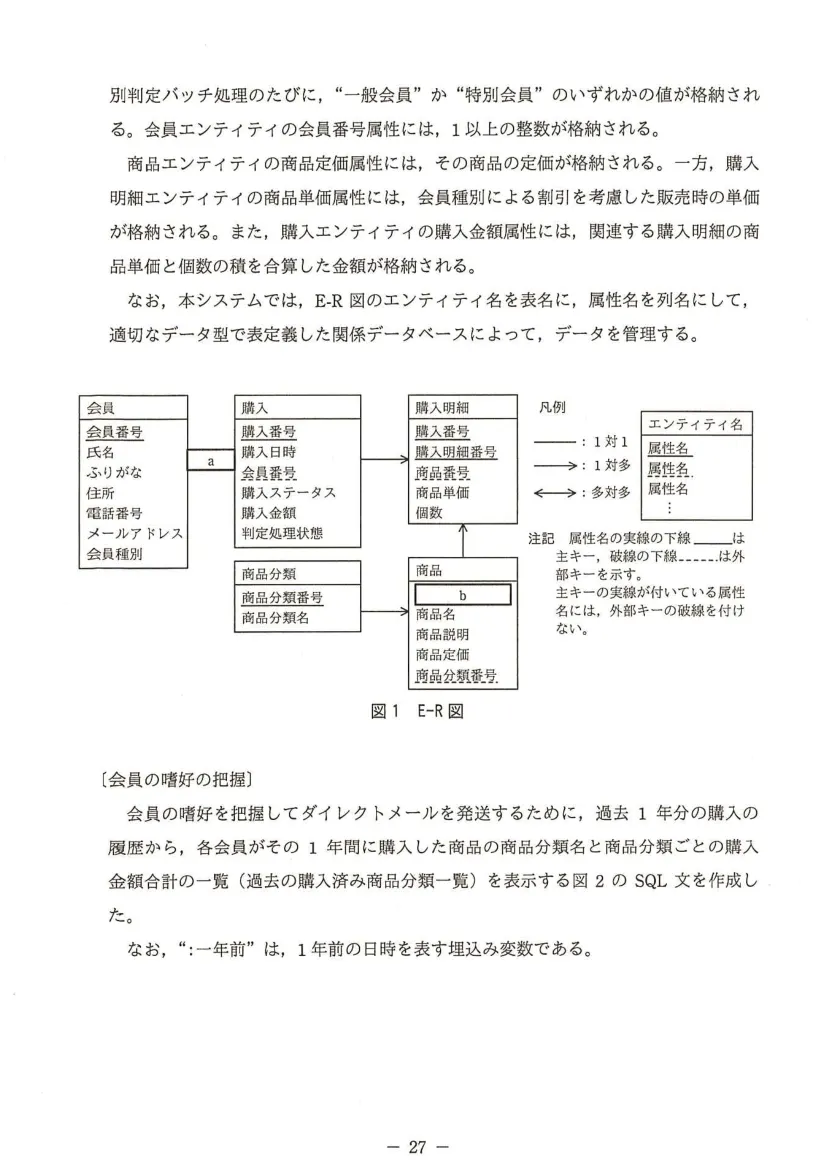 別判定バッチ処理のたびに，“一般会員”か“特別会員”のいずれかの値が格納され
る。会員エンティティの会員番号属性には，1以上の整数が格納される。
商品エンティティの商品定価属性には，その商品の定価が格納される。一方，購入
明細エンティティの商品単価属性には，会員種別による割引を考慮した販売時の単価
が格納される。また，購入エンティティの購入金額属性には，関連する購入明細の商
品単価と個数の積を合算した金額が格納される。
なお，本システムでは，E-R 図のエンティティ名を表名に，属性名を列名にして，
適切なデータ型で表定義した関係データベースによって，データを管理する。
会員
会員番号
氏名
ふりがな
住所
電話番号
メールアドレス
会員種別
a
購入
購入番号
購入日時
会員番号
購入ステータス
購入金額
判定処理状態
購入明細
購入番号
購入明細番号
商品番号
商品単価
個数
商品分類
商品分類番号
商品分類名
商品
b
商品名
商品説明
商品定価
商品分類番号
凡例
：1対1
：1対多
：多対多
エンティティ名
属性名
属性名
属性名
⋮
注記　属性名の実線の下線＿＿＿は
主キー，破線の下線-----は外
部キーを示す。
主キーの実線が付いている属性
名には，外部キーの破線を付け
ない。
図1　E-R図
〔会員の嗜好の把握〕
会員の嗜好を把握してダイレクトメールを発送するために，過去 1 年分の購入の
履歴から，各会員がその 1 年間に購入した商品の商品分類名と商品分類ごとの購入
金額合計の一覧（過去の購入済み商品分類一覧）を表示する図 2 の SQL 文を作成し
た。
なお，“:一年前”は，1年前の日時を表す埋込み変数である。
－ 27 －